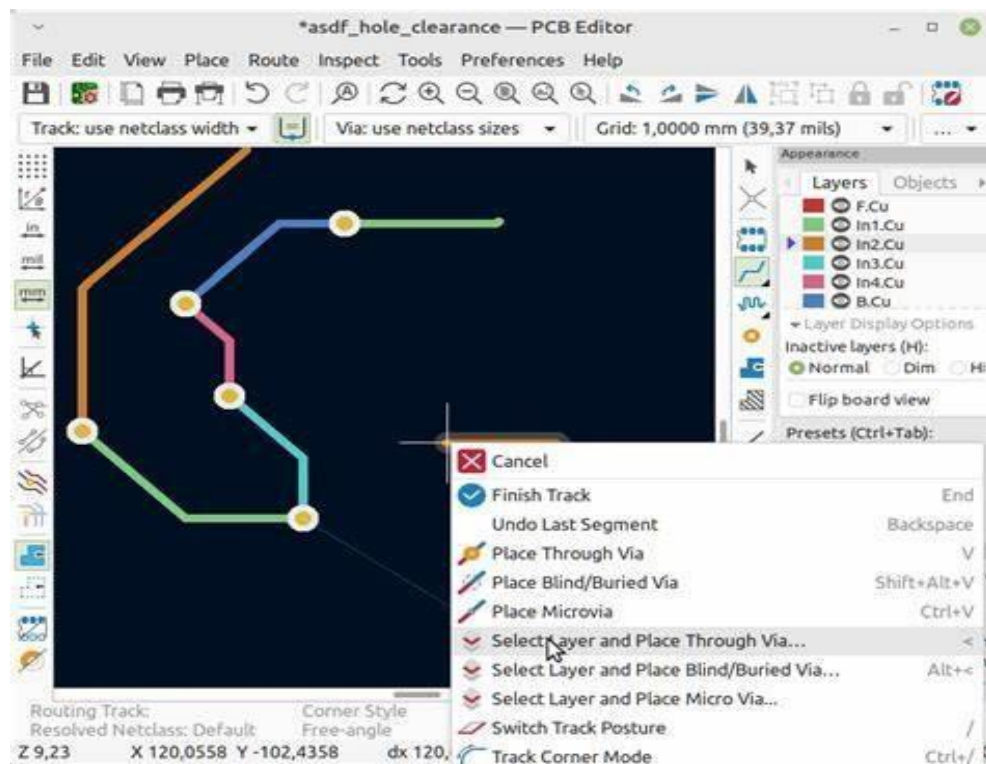 *asdf_hole_clearance — PCB Editor
File Edit View Place Route Inspect Tools Preferences Help
Track: use netclass width Via: use netclass sizes Grid: 1,0000 mm (39,37 mils) ...
Appearance
Layers Objects
F.Cu
In1.Cu
In2.Cu
In3.Cu
In4.Cu
B.Cu
Layer Display Options
Inactive layers (H):
Normal Dim Hi
Flip board view
Presets (Ctrl+Tab):
in
mil
mm
Cancel
Finish Track End
Undo Last Segment Backspace
Place Through Via V
Place Blind/Buried Via Shift+Alt+V
Place Microvia Ctrl+V
Select Layer and Place Through Via... <
Select Layer and Place Blind/Buried Via... Alt+<
Select Layer and Place Micro Via...
Switch Track Posture /
Track Corner Mode Ctrl+/
Routing Track: Corner Style
Resolved Netclass: Default Free-angle
Z 9,23 X 120,0558 Y -102,4358 dx 120,